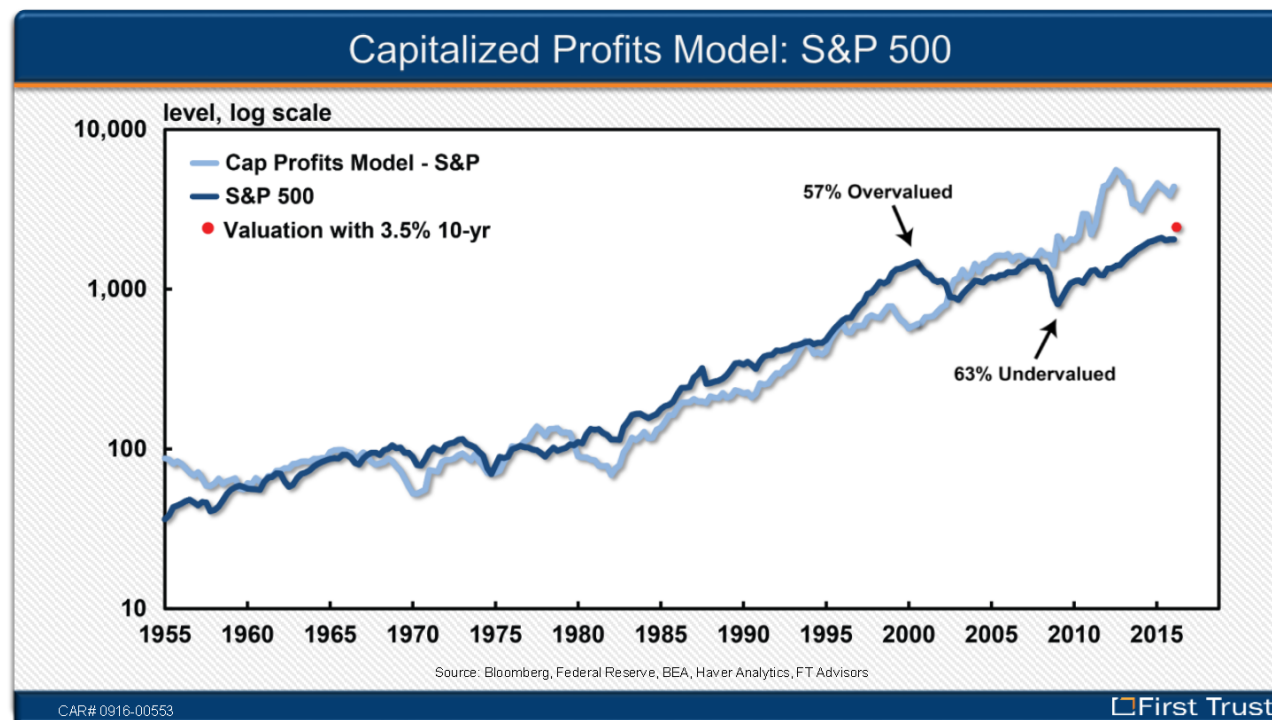 Capitalized Profits Model: S&P 500
level, log scale
10,000
Cap Profits Model - S&P
S&P 500
Valuation with 3.5% 10-yr
57% Overvalued
1,000
63% Undervalued
100
10
1955 1960 1965 1970 1975 1980 1985 1990 1995 2000 2005 2010 2015
Source: Bloomberg, Federal Reserve, BEA, Haver Analytics, FT Advisors
CAR# 0916-00553
First Trust